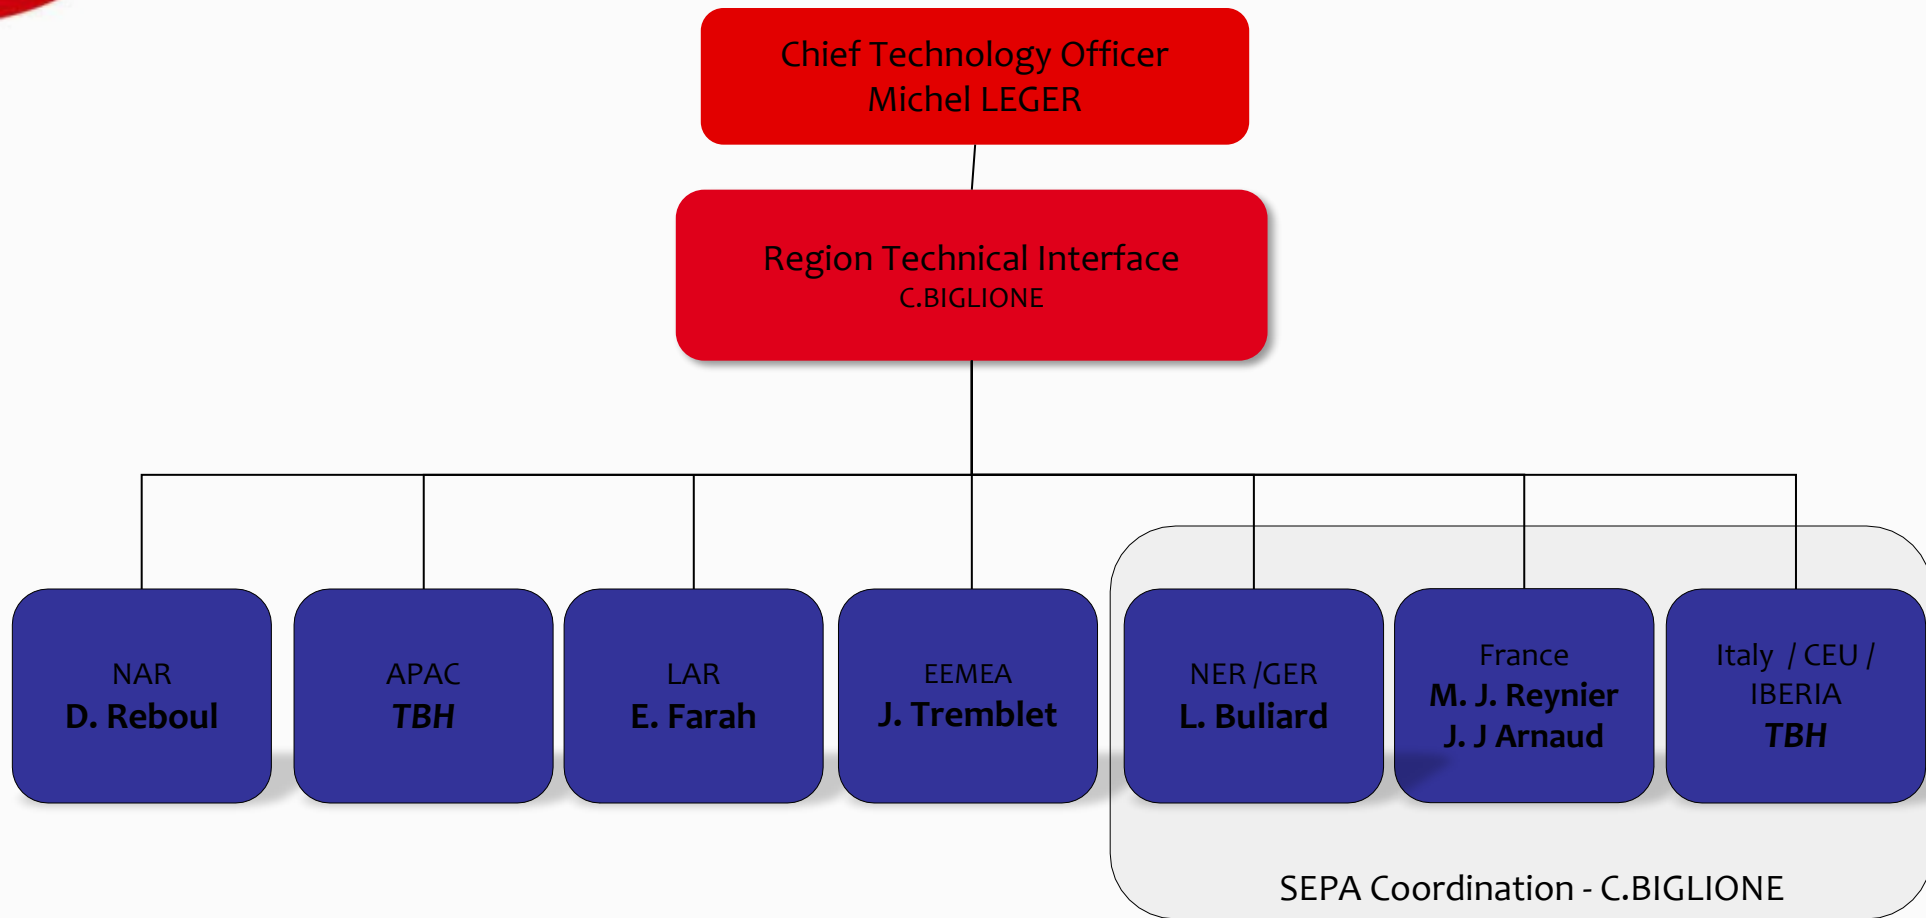 Chief Technology Officer
Michel LEGER
Region Technical Interface
C.BIGLIONE
NAR
D. Reboul
APAC
TBH
LAR
E. Farah
EEMEA
J. Tremblet
NER /GER
L. Buliard
France
M. J. Reynier
J. J Arnaud
Italy / CEU /
IBERIA
TBH
SEPA Coordination - C.BIGLIONE